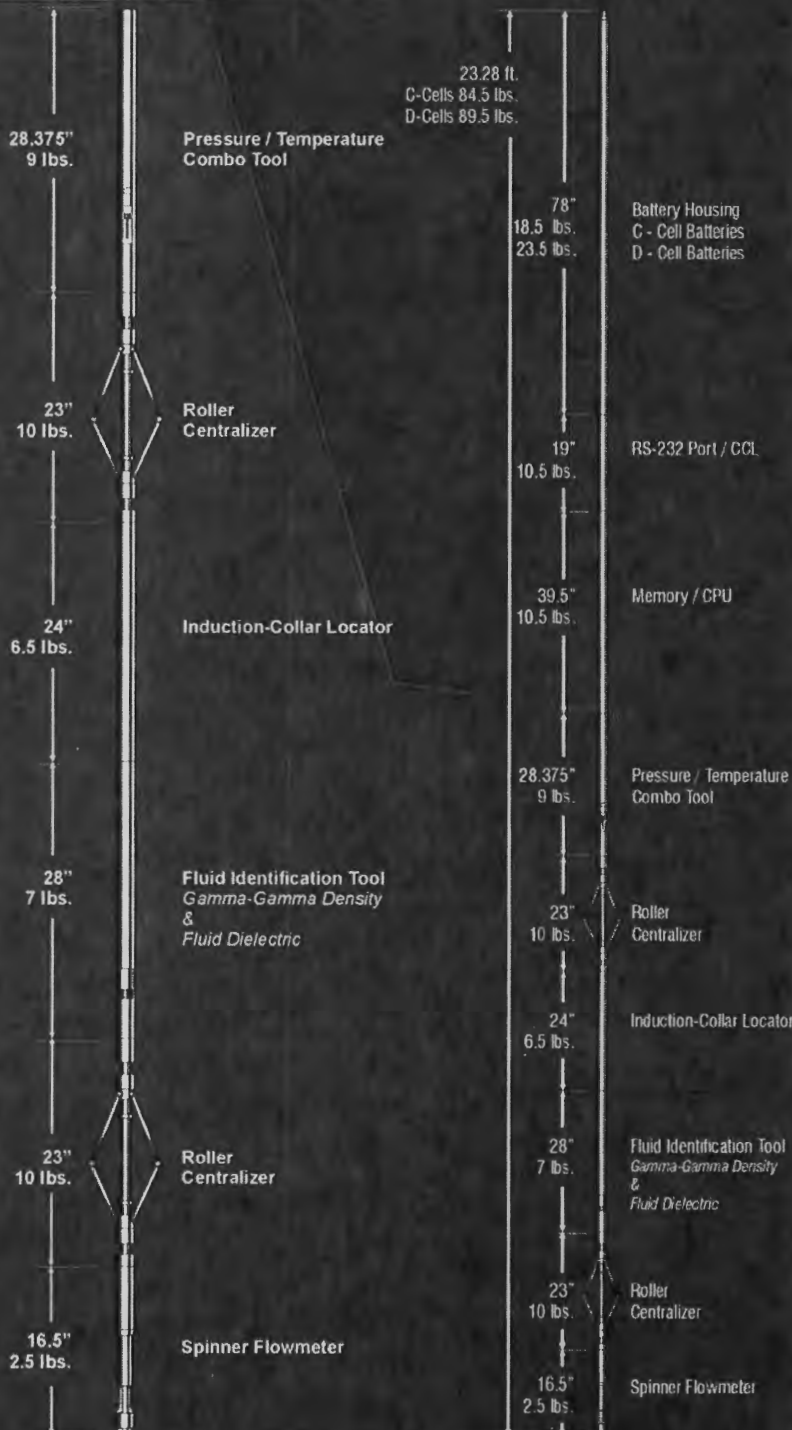 28.375"
9 lbs.
Pressure / Temperature
Combo Tool
23"
10 lbs.
Roller
Centralizer
24"
6.5 lbs.
Induction-Collar Locator
28"
7 lbs.
Fluid Identification Tool
Gamma-Gamma Density
&
Fluid Dielectric
23"
10 lbs.
Roller
Centralizer
16.5"
2.5 lbs.
Spinner Flowmeter
23.28 ft.
C-Cells 84.5 lbs.
D-Cells 89.5 lbs.
78"
18.5 lbs.
23.5 lbs.
Battery Housing
C - Cell Batteries
D - Cell Batteries
19"
10.5 lbs.
RS-232 Port / CCL
39.5"
10.5 lbs.
Memory / CPU
28.375"
9 lbs.
Pressure / Temperature
Combo Tool
23"
10 lbs.
Roller
Centralizer
24"
6.5 lbs.
Induction-Collar Locator
28"
7 lbs.
Fluid Identification Tool
Gamma-Gamma Density
&
Fluid Dielectric
23"
10 lbs.
Roller
Centralizer
16.5"
2.5 lbs.
Spinner Flowmeter